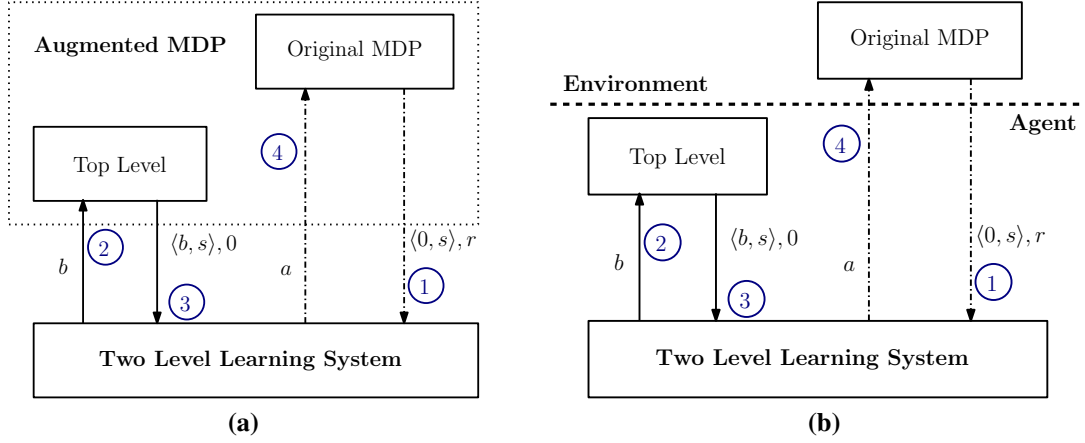 Augmented MDP
Original MDP
Top Level
4
2
b
⟨b, s⟩, 0
3
a
⟨0, s⟩, r
1
Two Level Learning System
(a)
Original MDP
Environment
Agent
Top Level
4
2
b
⟨b, s⟩, 0
3
a
⟨0, s⟩, r
1
Two Level Learning System
(b)